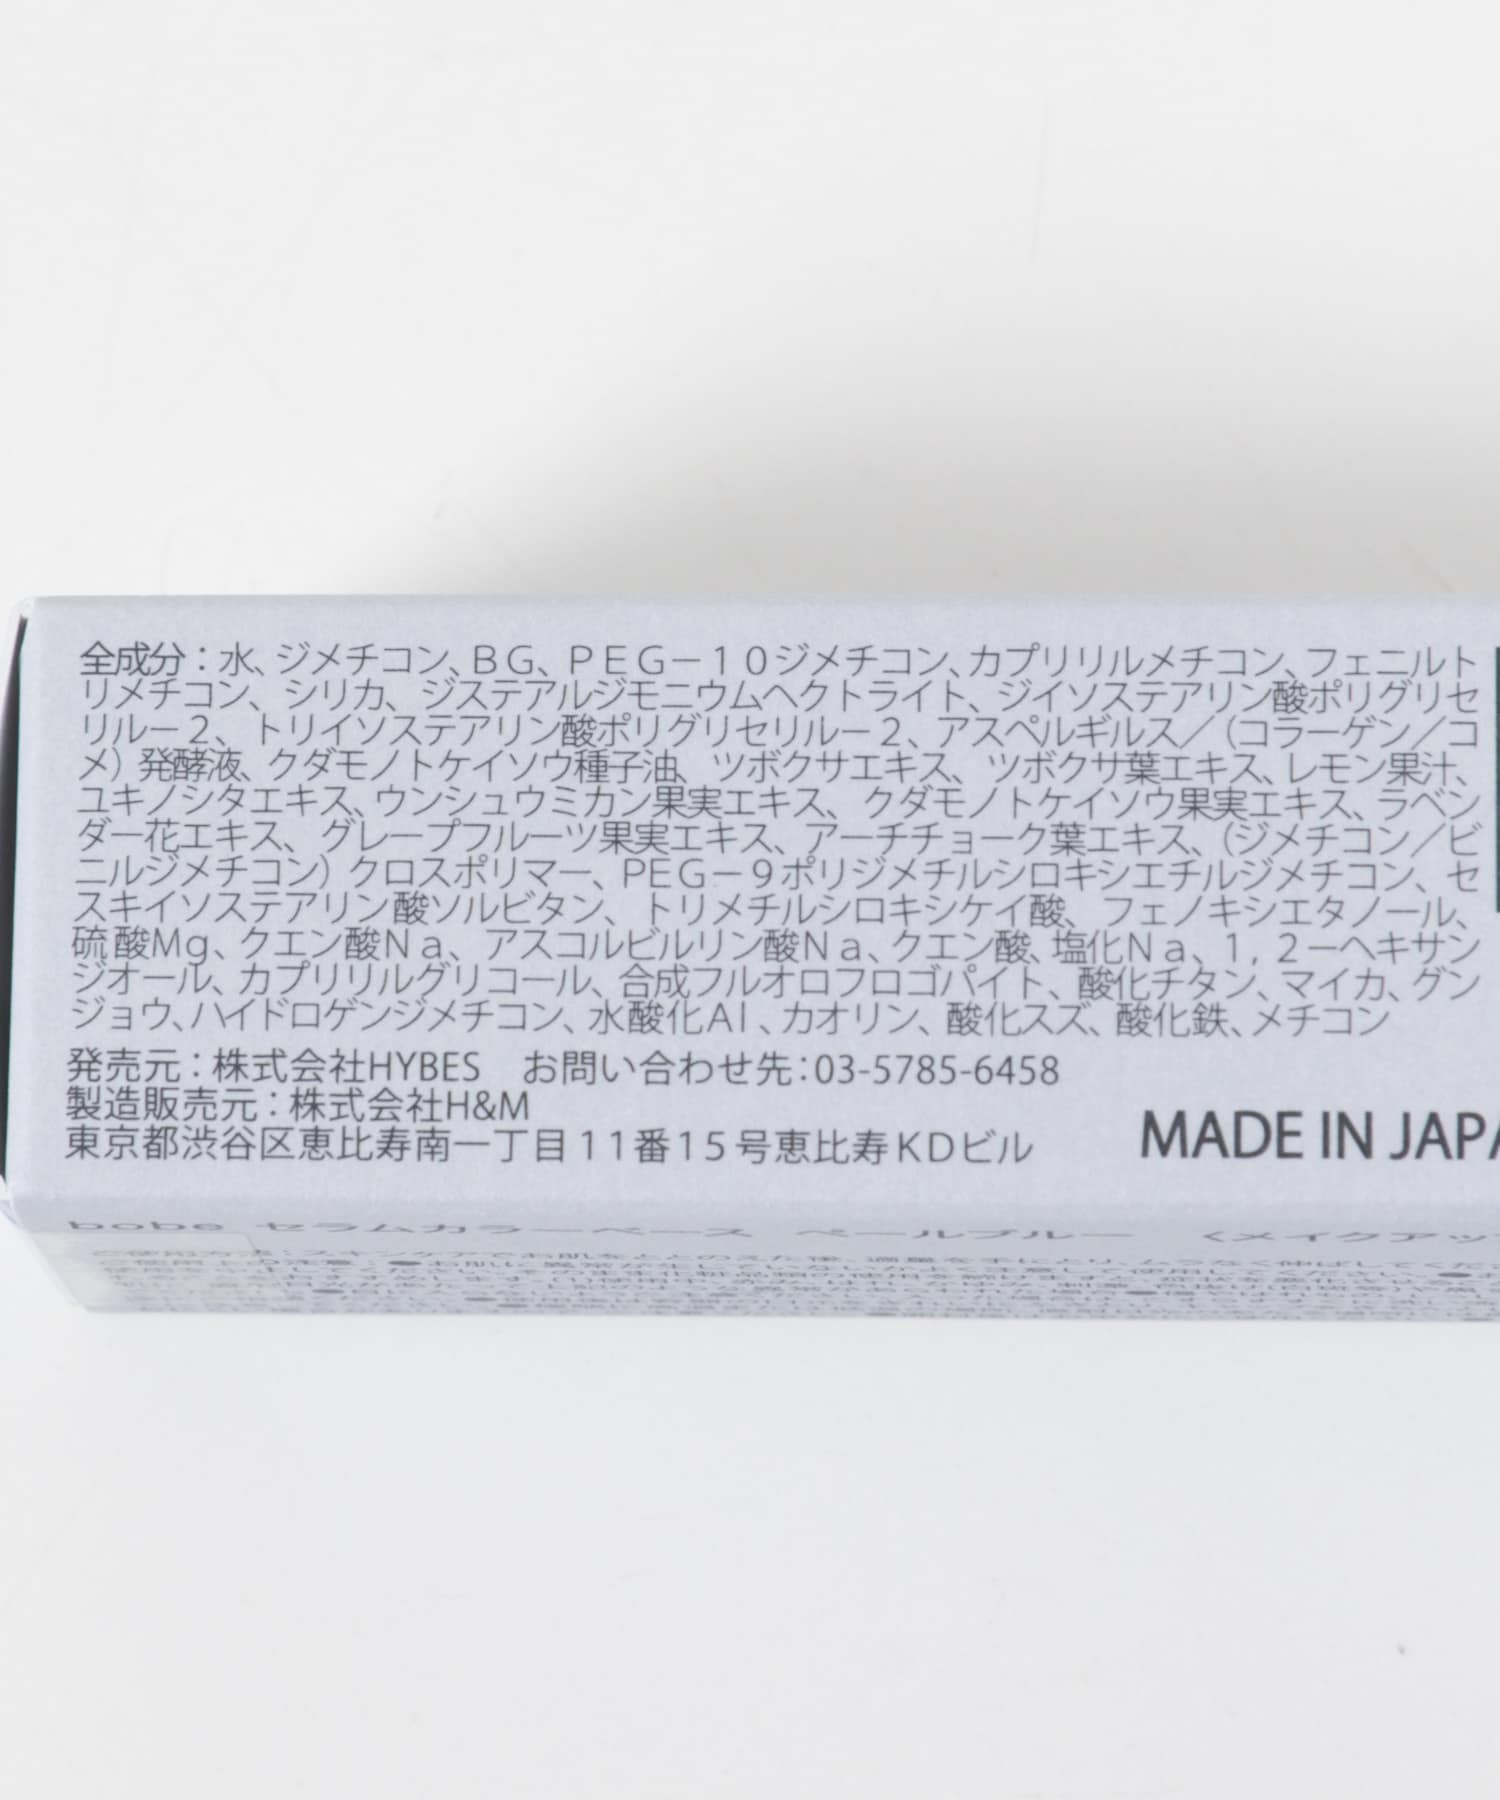 全成分：水、ジメチコン、ＢＧ、ＰＥＧ－１０ジメチコン、カプリリルメチコン、フェニルト
リメチコン、シリカ、ジステアルジモニウムヘクトライト、ジイソステアリン酸ポリグリセ
リル－２、トリイソステアリン酸ポリグリセリル－２、アスペルギルス／（コラーゲン／コ
メ）発酵液、クダモノトケイソウ種子油、ツボクサエキス、ツボクサ葉エキス、レモン果汁、
ユキノシタエキス、ウンシュウミカン果実エキス、クダモノトケイソウ果実エキス、ラベン
ダー花エキス、グレープフルーツ果実エキス、アーチチョーク葉エキス、（ジメチコン／ビ
ニルジメチコン）クロスポリマー、ＰＥＧ－９ポリジメチルシロキシエチルジメチコン、セ
スキイソステアリン酸ソルビタン、トリメチルシロキシケイ酸、フェノキシエタノール、
硫酸Ｍｇ、クエン酸Ｎａ、アスコルビルリン酸Ｎａ、クエン酸、塩化Ｎａ、１，２－ヘキサン
ジオール、カプリリルグリコール、合成フルオロフロゴパイト、酸化チタン、マイカ、グン
ジョウ、ハイドロゲンジメチコン、水酸化Ａｌ、カオリン、酸化スズ、酸化鉄、メチコン
発売元：株式会社HYBES　お問い合わせ先：03-5785-6458
製造販売元：株式会社H&M
東京都渋谷区恵比寿南一丁目１１番１５号恵比寿ＫＤビル
MADE IN JAPA
bobe セラムカラーベース ペールブルー 〈メイクアッ